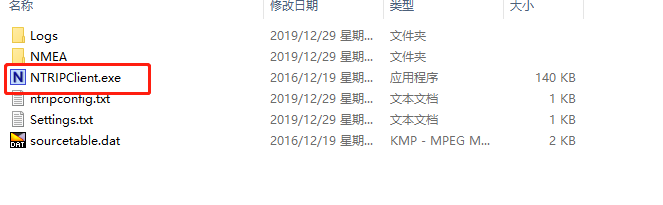 名称 修改日期 类型 大小
Logs 2019/12/29 星期... 文件夹
NMEA 2019/12/29 星期... 文件夹
NTRIPClient.exe 2016/12/19 星期... 应用程序 140 KB
ntripconfig.txt 2019/12/29 星期... 文本文档 1 KB
Settings.txt 2019/12/29 星期... 文本文档 1 KB
sourcetable.dat 2016/12/19 星期... KMP - MPEG M... 2 KB